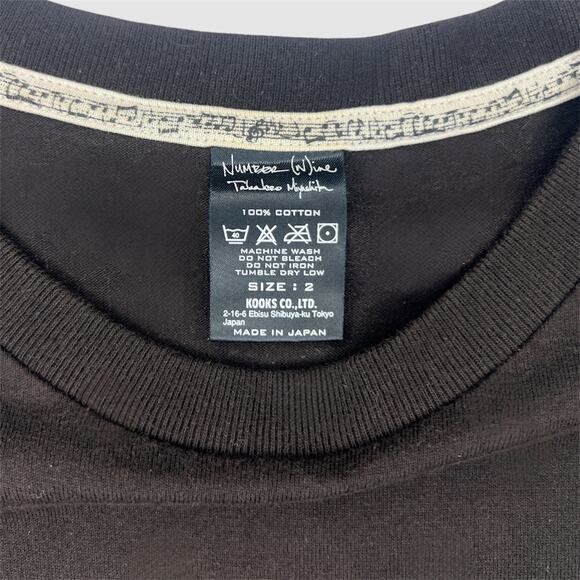 NUMBER (N)ine
Takahiro Miyashita
100% COTTON
40
MACHINE WASH
DO NOT BLEACH
DO NOT IRON
TUMBLE DRY LOW
SIZE : 2
KOOKS CO.,LTD.
2-16-6 Ebisu Shibuya-ku Tokyo
Japan
MADE IN JAPAN